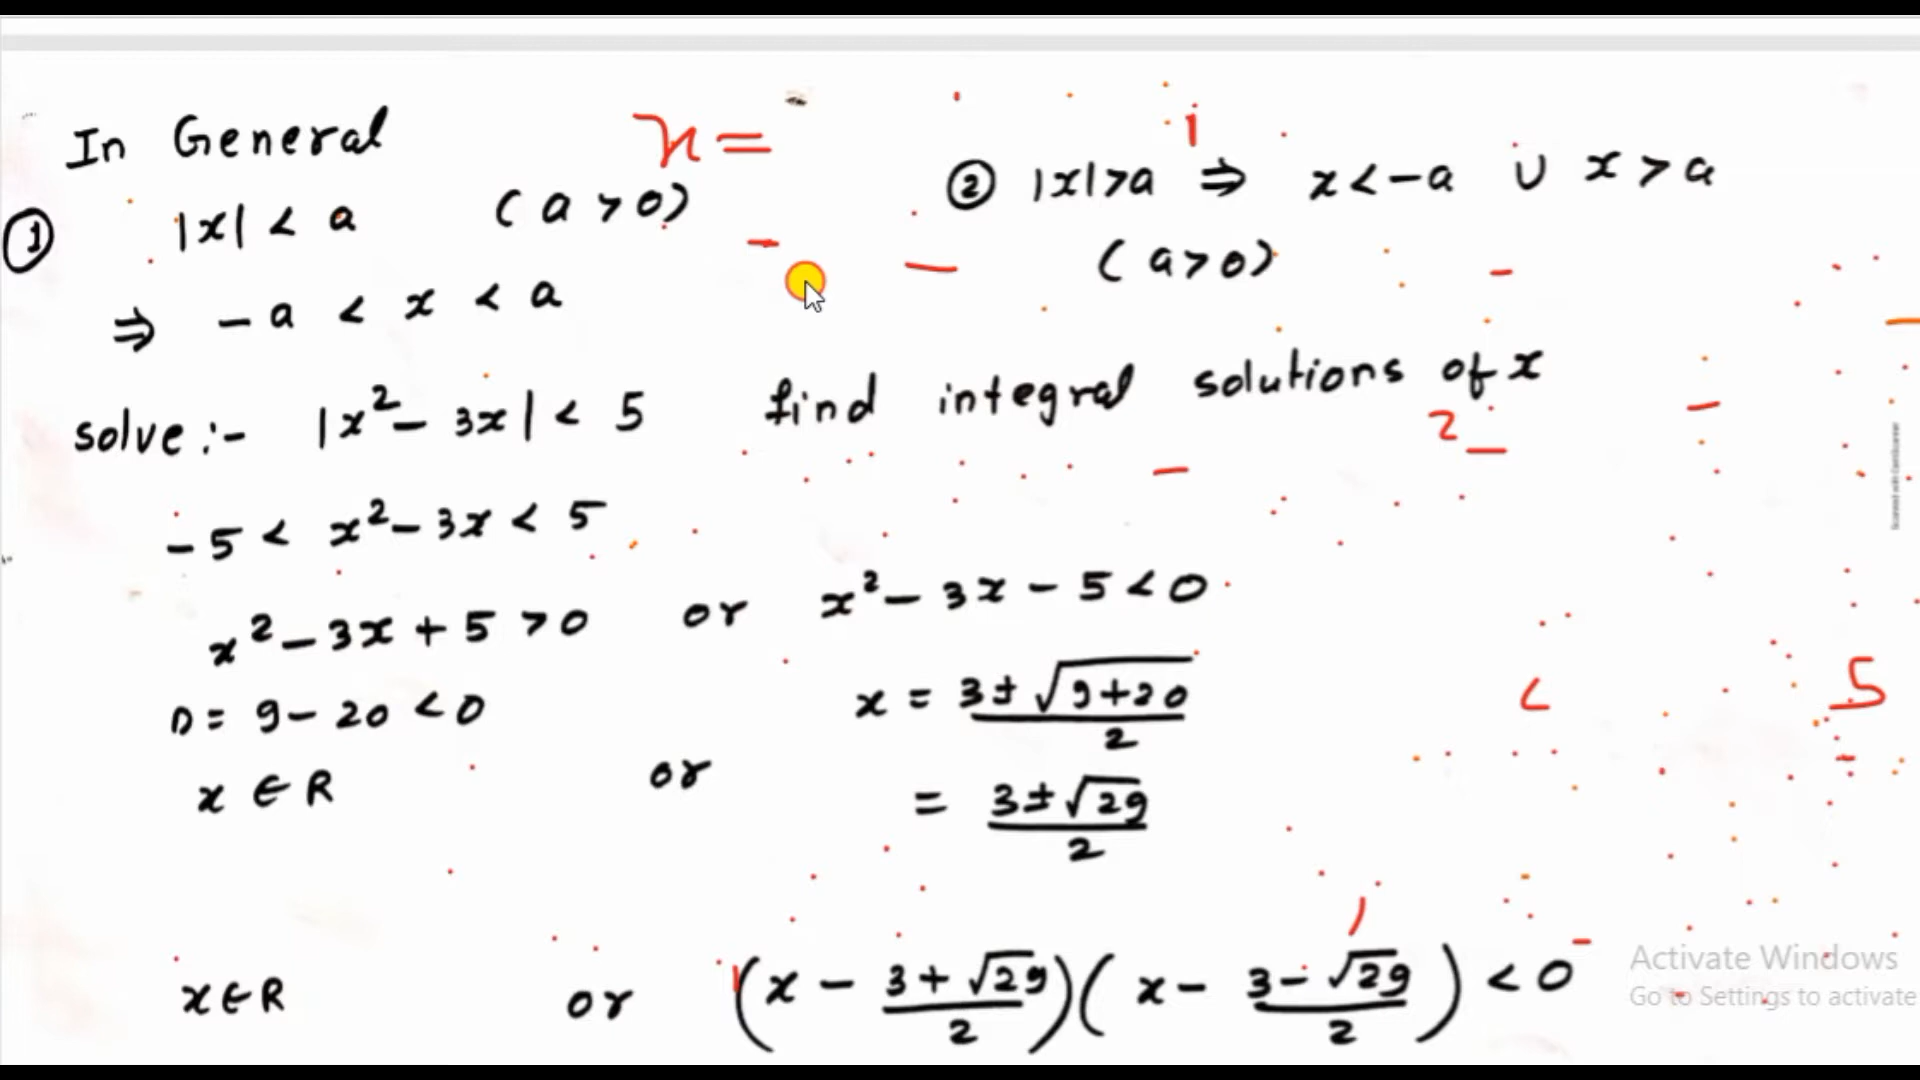 In General
x =
① |x| < a (a > 0)
⇒ -a < x < a
② |x| > a ⇒ x < -a ∪ x > a
(a > 0)
solve :- |x² - 3x| < 5 find integral solutions of x
2
-5 < x² - 3x < 5
x² - 3x + 5 > 0 or x² - 3x - 5 < 0
D = 9 - 20 < 0 x = (3 ± √(9+20))/2
< 5
x ∈ R or = (3 ± √29)/2
x ∈ R or (x - (3 + √29)/2)(x - (3 - √29)/2) < 0
Activate Windows
Go to Settings to activate